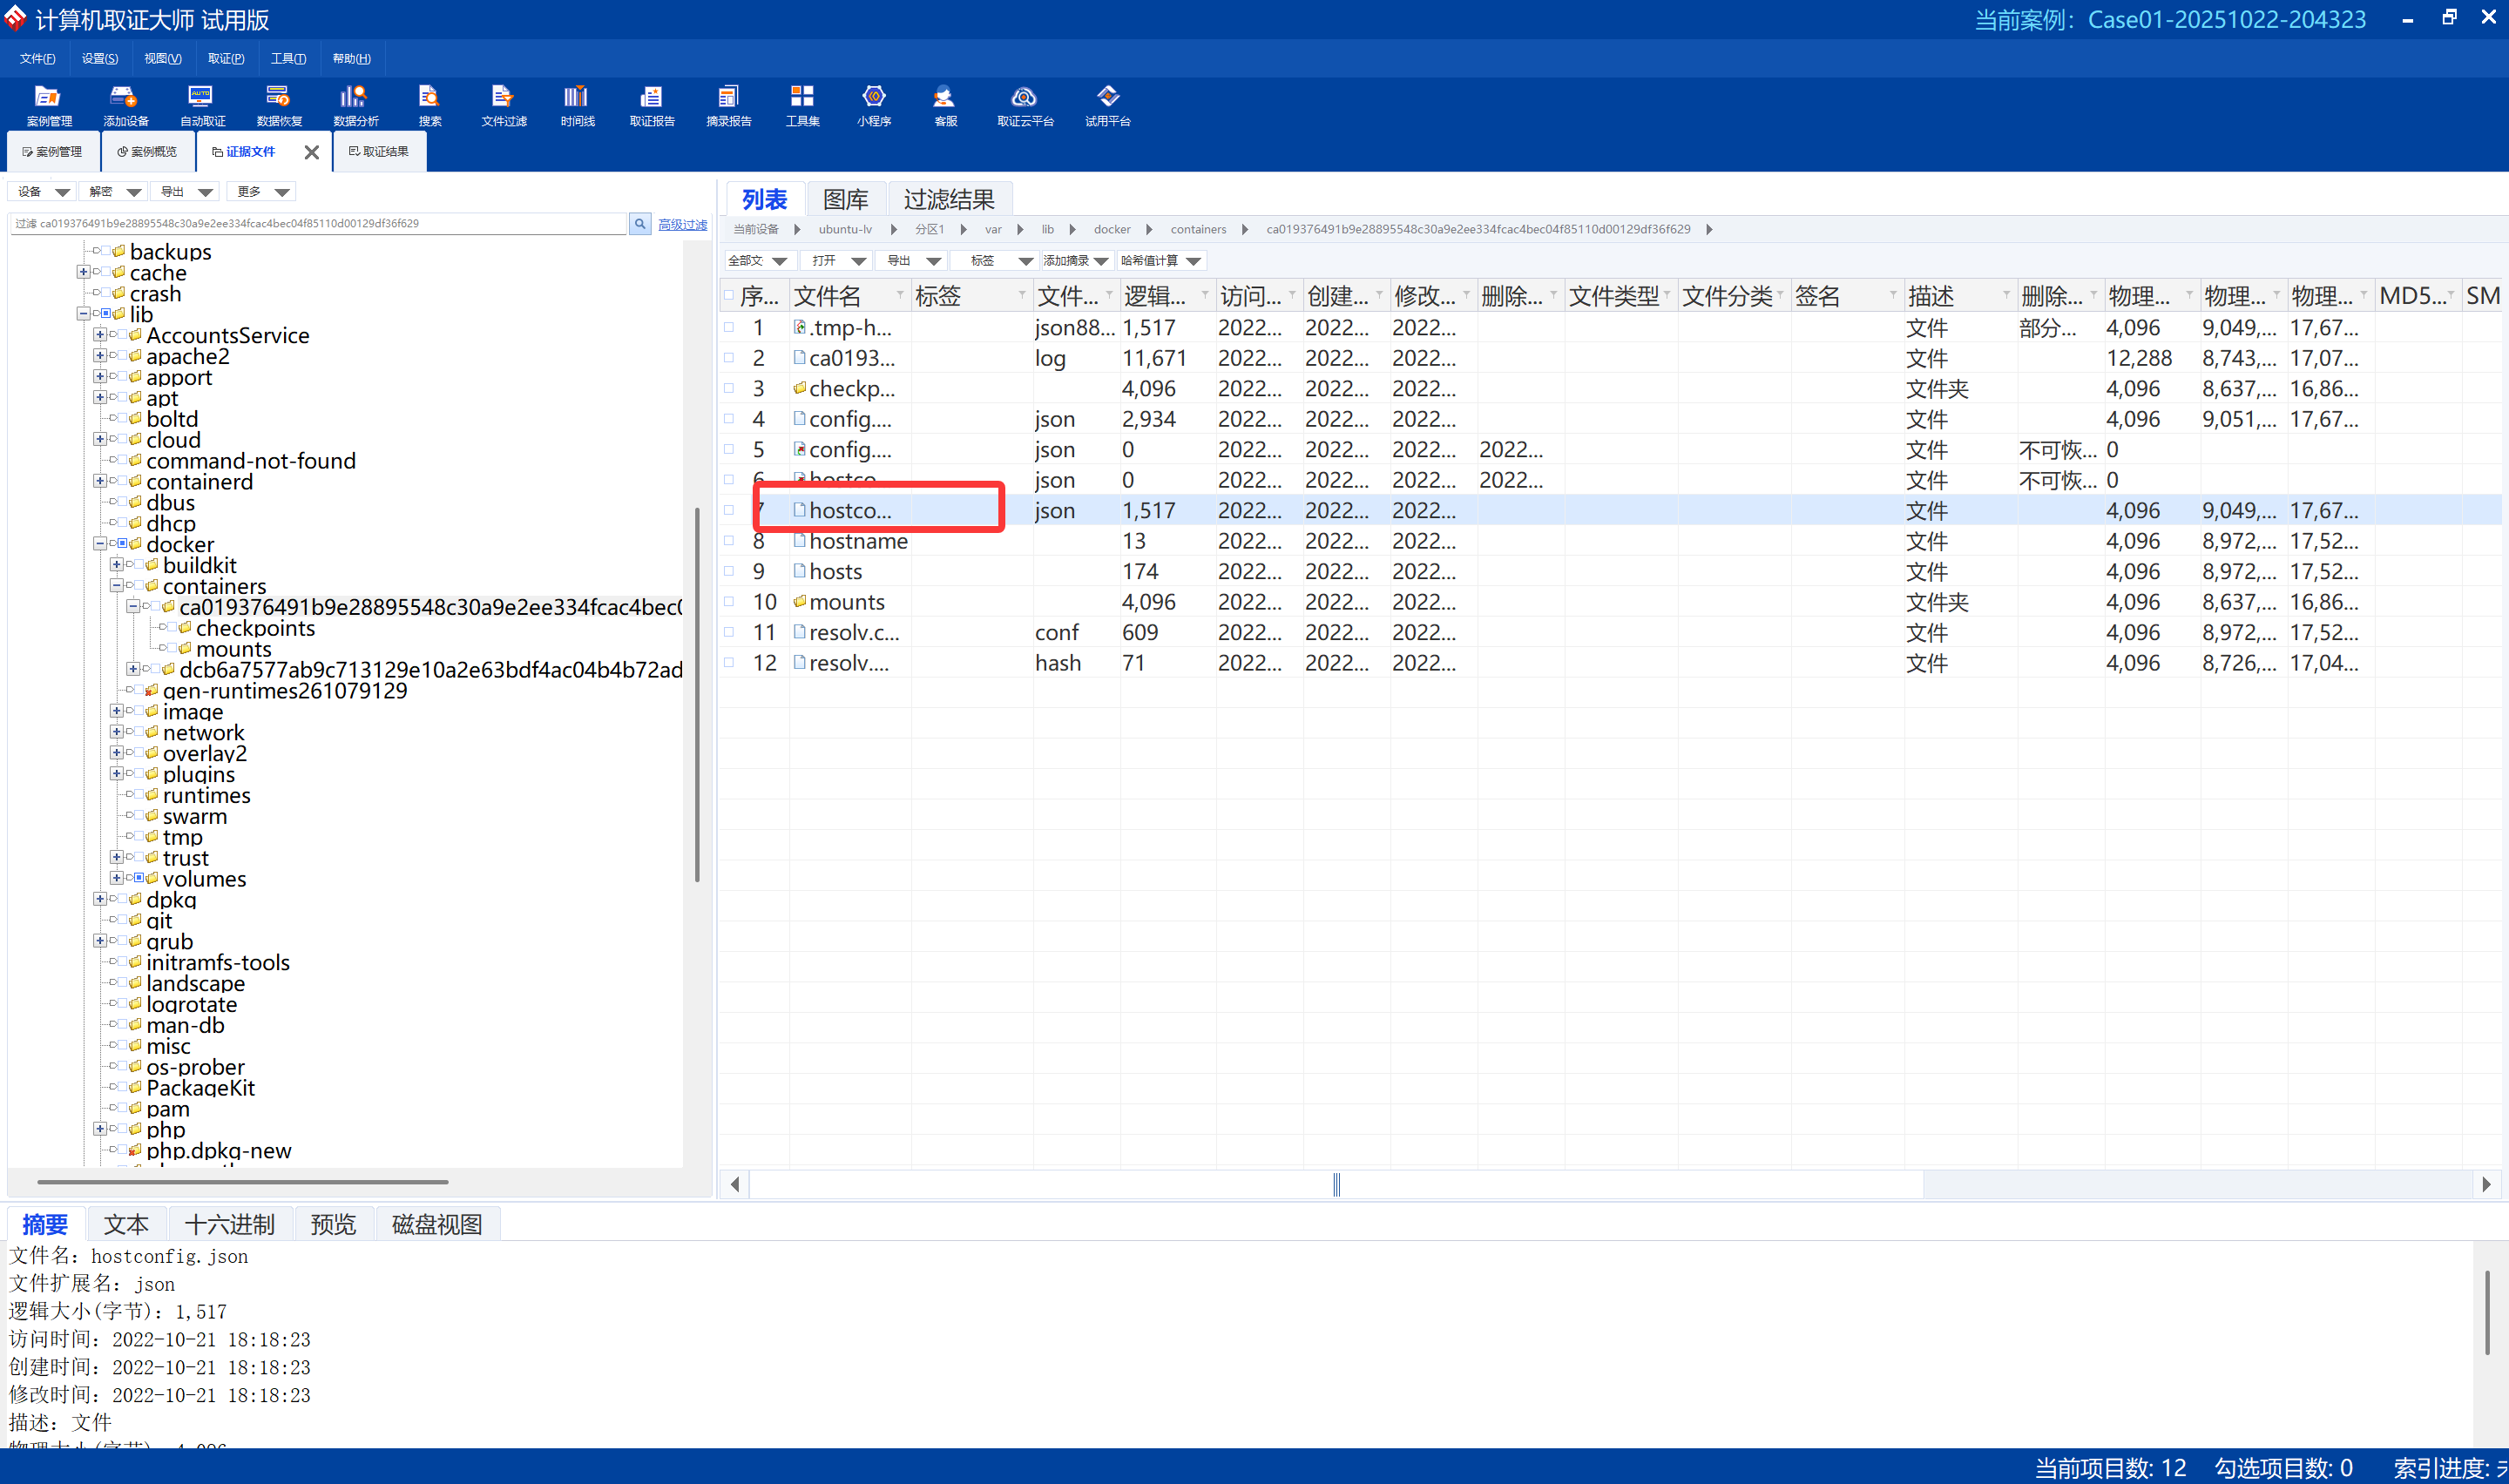 计算机取证大师 试用版
当前案例：Case01-20251022-204323
文件(F) 设置(S) 视图(V) 取证(P) 工具(T) 帮助(H)
案例管理 添加设备 自动取证 数据恢复 数据分析 搜索 文件过滤 时间线 取证报告 摘录报告 工具集 小程序 客服 取证云平台 试用平台
案例管理 案例概览 证据文件 取证结果
设备 解密 导出 更多
过滤 ca019376491b9e28895548c30a9e2ee334fcac4bec04f85110d00129df36f629 高级过滤
backups
cache
crash
lib
AccountsService
apache2
apport
apt
boltd
cloud
command-not-found
containerd
dbus
dhcp
docker
buildkit
containers
ca019376491b9e28895548c30a9e2ee334fcac4bec0
checkpoints
mounts
dcb6a7577ab9c713129e10a2e63bdf4ac04b4b72ad
gen-runtimes261079129
image
network
overlay2
plugins
runtimes
swarm
tmp
trust
volumes
dpkg
git
grub
initramfs-tools
landscape
logrotate
man-db
misc
os-prober
PackageKit
pam
php
php.dpkg-new
列表 图库 过滤结果
当前设备 ubuntu-lv 分区1 var lib docker containers ca019376491b9e28895548c30a9e2ee334fcac4bec04f85110d00129df36f629
全部文 打开 导出 标签 添加摘录 哈希值计算
序... 文件名 标签 文件... 逻辑... 访问... 创建... 修改... 删除... 文件类型 文件分类 签名 描述 删除... 物理... 物理... 物理... MD5... SM
1 .tmp-h... json88... 1,517 2022... 2022... 2022... 文件 部分... 4,096 9,049,... 17,67...
2 ca0193... log 11,671 2022... 2022... 2022... 文件 12,288 8,743,... 17,07...
3 checkp... 4,096 2022... 2022... 2022... 文件夹 4,096 8,637,... 16,86...
4 config.... json 2,934 2022... 2022... 2022... 文件 4,096 9,051,... 17,67...
5 config.... json 0 2022... 2022... 2022... 2022... 文件 不可恢... 0
6 hostco... json 0 2022... 2022... 2022... 2022... 文件 不可恢... 0
7 hostco... json 1,517 2022... 2022... 2022... 文件 4,096 9,049,... 17,67...
8 hostname 13 2022... 2022... 2022... 文件 4,096 8,972,... 17,52...
9 hosts 174 2022... 2022... 2022... 文件 4,096 8,972,... 17,52...
10 mounts 4,096 2022... 2022... 2022... 文件夹 4,096 8,637,... 16,86...
11 resolv.c... conf 609 2022... 2022... 2022... 文件 4,096 8,972,... 17,52...
12 resolv.... hash 71 2022... 2022... 2022... 文件 4,096 8,726,... 17,04...
摘要 文本 十六进制 预览 磁盘视图
文件名：hostconfig.json
文件扩展名：json
逻辑大小(字节)：1,517
访问时间：2022-10-21 18:18:23
创建时间：2022-10-21 18:18:23
修改时间：2022-10-21 18:18:23
描述：文件
物理大小(字节)：4,096
当前项目数: 12 勾选项目数: 0 索引进度: